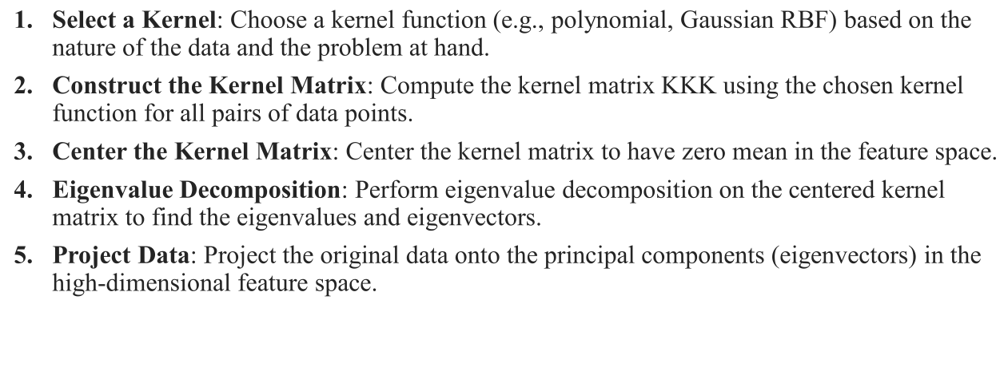 1. Select a Kernel: Choose a kernel function (e.g., polynomial, Gaussian RBF) based on the
nature of the data and the problem at hand.
2. Construct the Kernel Matrix: Compute the kernel matrix KKK using the chosen kernel
function for all pairs of data points.
3. Center the Kernel Matrix: Center the kernel matrix to have zero mean in the feature space.
4. Eigenvalue Decomposition: Perform eigenvalue decomposition on the centered kernel
matrix to find the eigenvalues and eigenvectors.
5. Project Data: Project the original data onto the principal components (eigenvectors) in the
high-dimensional feature space.